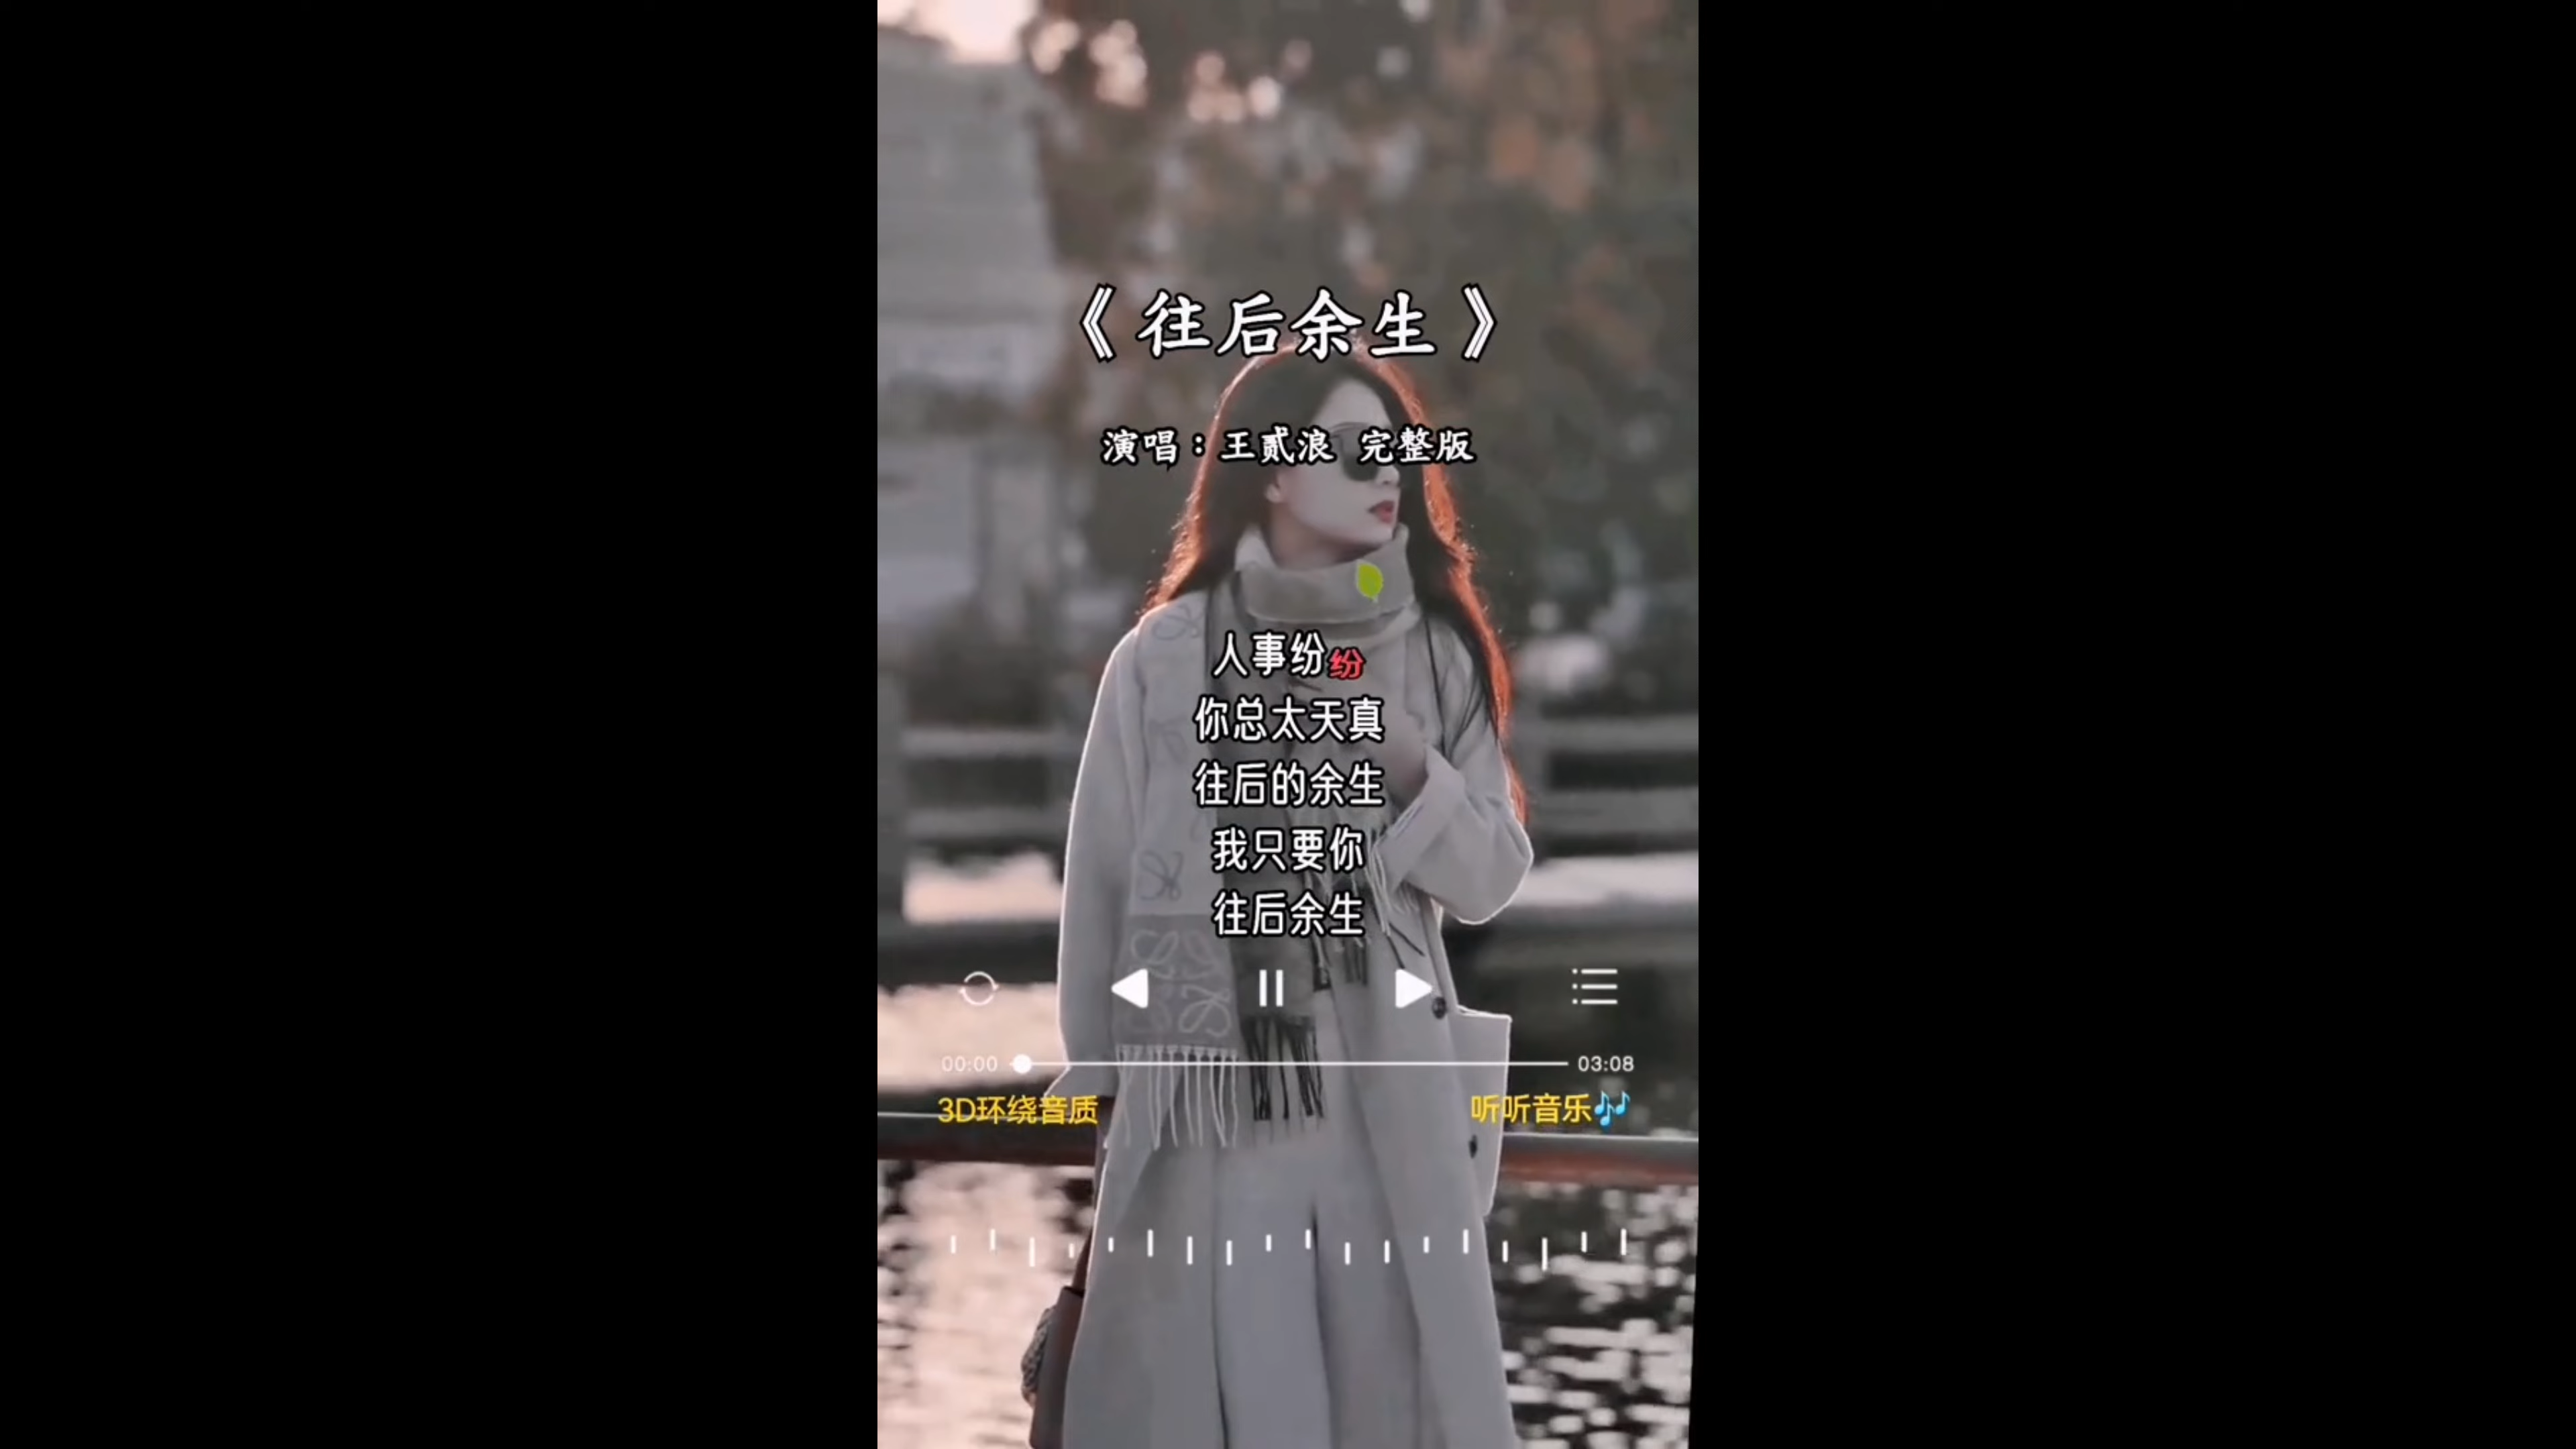 《往后余生》
演唱：王贰浪 完整版
人事纷纷
你总太天真
往后的余生
我只要你
往后余生
00:00 03:08
3D环绕音质 听听音乐🎶